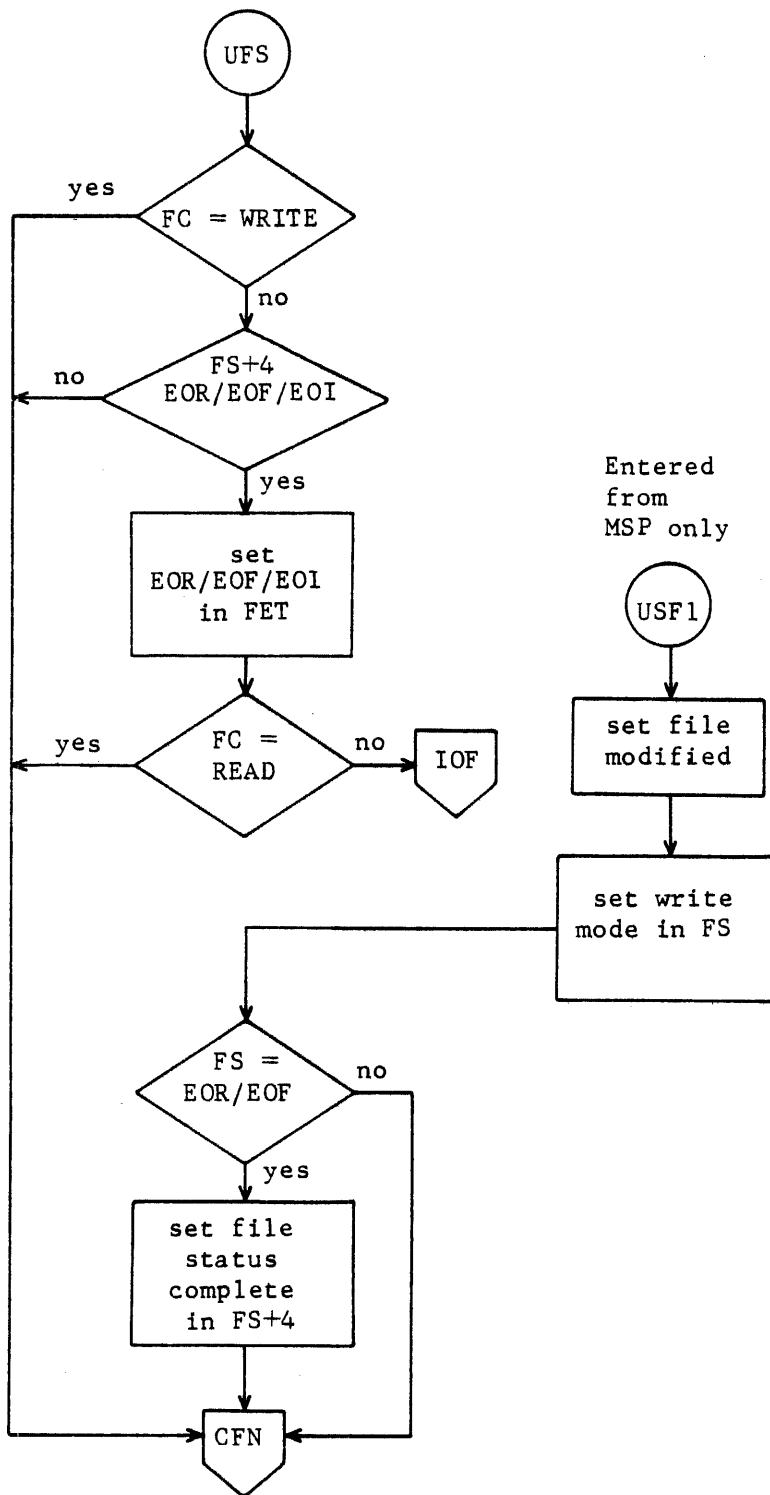 UFS
yes
FC = WRITE
no
FS+4
no
EOR/EOF/EOI
yes
set
EOR/EOF/EOI
in FET
yes
FC =
READ
no
IOF
Entered
from
MSP only
USF1
set file
modified
set write
mode in FS
FS =
EOR/EOF
no
yes
set file
status
complete
in FS+4
CFN